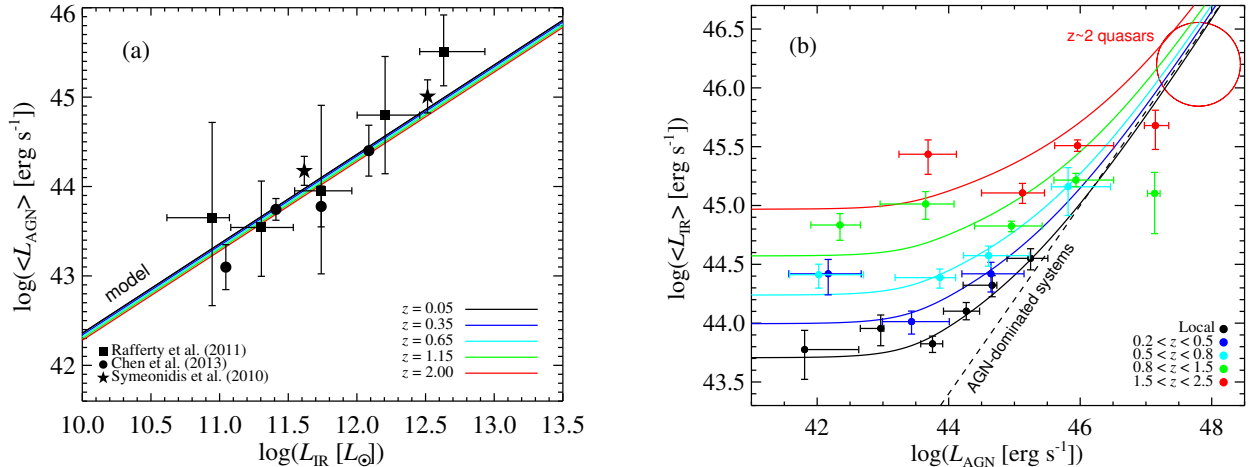 (a)
log(<L_AGN> [erg s⁻¹]
46
45
44
43
42
model
z = 0.05
z = 0.35
z = 0.65
z = 1.15
z = 2.00
Rafferty et al. (2011)
Chen et al. (2013)
Symeonidis et al. (2010)
10.0 10.5 11.0 11.5 12.0 12.5 13.0 13.5
log(L_IR [L_⊙])
(b)
z~2 quasars
log(<L_IR> [erg s⁻¹]
46.5
46.0
45.5
45.0
44.5
44.0
43.5
AGN-dominated systems
Local
0.2 < z < 0.5
0.5 < z < 0.8
0.8 < z < 1.5
1.5 < z < 2.5
42 44 46 48
log(L_AGN [erg s⁻¹]